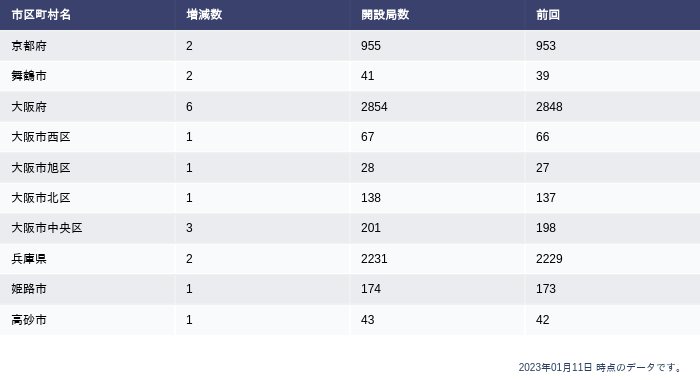 市区町村名 増減数 開設局数 前回
京都府 2 955 953
舞鶴市 2 41 39
大阪府 6 2854 2848
大阪市西区 1 67 66
大阪市旭区 1 28 27
大阪市北区 1 138 137
大阪市中央区 3 201 198
兵庫県 2 2231 2229
姫路市 1 174 173
高砂市 1 43 42
2023年01月11日 時点のデータです。